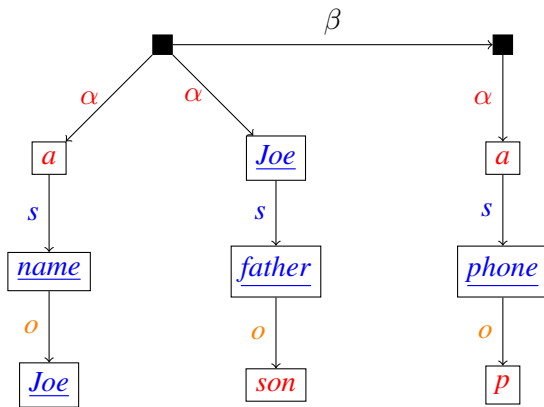 β
α α α
a Joe a
s s s
name father phone
o o o
Joe son p